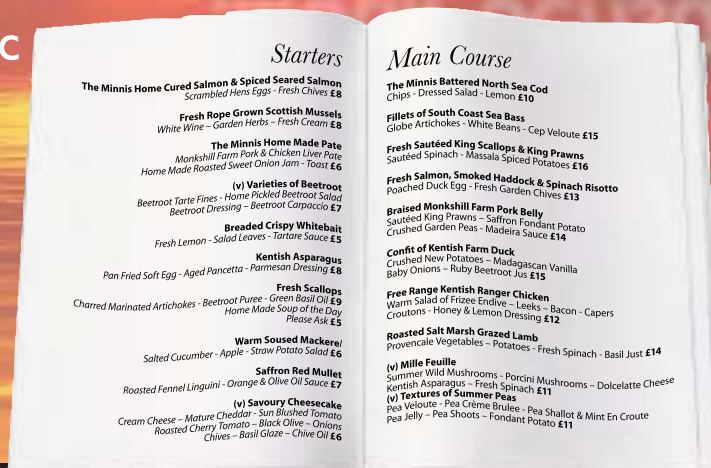 C
Starters
The Minnis Home Cured Salmon & Spiced Seared Salmon
Scrambled Hens Eggs - Fresh Chives £8
Fresh Rope Grown Scottish Mussels
White Wine – Garden Herbs – Fresh Cream £8
The Minnis Home Made Pate
Monkshill Farm Pork & Chicken Liver Pate
Home Made Roasted Sweet Onion Jam - Toast £6
(v) Varieties of Beetroot
Beetroot Tarte Fines - Home Pickled Beetroot Salad
Beetroot Dressing – Beetroot Carpaccio £7
Breaded Crispy Whitebait
Fresh Lemon - Salad Leaves - Tartare Sauce £5
Kentish Asparagus
Pan Fried Soft Egg - Aged Pancetta - Parmesan Dressing £8
Fresh Scallops
Charred Marinated Artichokes - Beetroot Puree - Green Basil Oil £9
Home Made Soup of the Day
Please Ask £5
Warm Soused Mackere/
Salted Cucumber - Apple - Straw Potato Salad £6
Saffron Red Mullet
Roasted Fennel Linguini - Orange & Olive Oil Sauce £7
(v) Savoury Cheesecake
Cream Cheese – Mature Cheddar - Sun Blushed Tomato
Roasted Cherry Tomato – Black Olive – Onions
Chives – Basil Glaze – Chive Oil £6
Main Course
The Minnis Battered North Sea Cod
Chips - Dressed Salad - Lemon £10
Fillets of South Coast Sea Bass
Globe Artichokes - White Beans - Cep Veloute £15
Fresh Sautéed King Scallops & King Prawns
Sautéed Spinach - Massala Spiced Potatoes £16
Fresh Salmon, Smoked Haddock & Spinach Risotto
Poached Duck Egg - Fresh Garden Chives £13
Braised Monkshill Farm Pork Belly
Sautéed King Prawns – Saffron Fondant Potato
Crushed Garden Peas - Madeira Sauce £14
Confit of Kentish Farm Duck
Crushed New Potatoes – Madagascan Vanilla
Baby Onions – Ruby Beetroot Jus £15
Free Range Kentish Ranger Chicken
Warm Salad of Frizee Endive – Leeks – Bacon - Capers
Croutons - Honey & Lemon Dressing £12
Roasted Salt Marsh Grazed Lamb
Provencale Vegetables – Potatoes - Fresh Spinach - Basil Just £14
(v) Mille Feuille
Summer Wild Mushrooms - Porcini Mushrooms – Dolcelatte Cheese
Kentish Asparagus – Fresh Spinach £11
(v) Textures of Summer Peas
Pea Veloute - Pea Crème Brulee - Pea Shallot & Mint En Croute
Pea Jelly – Pea Shoots – Fondant Potato £11